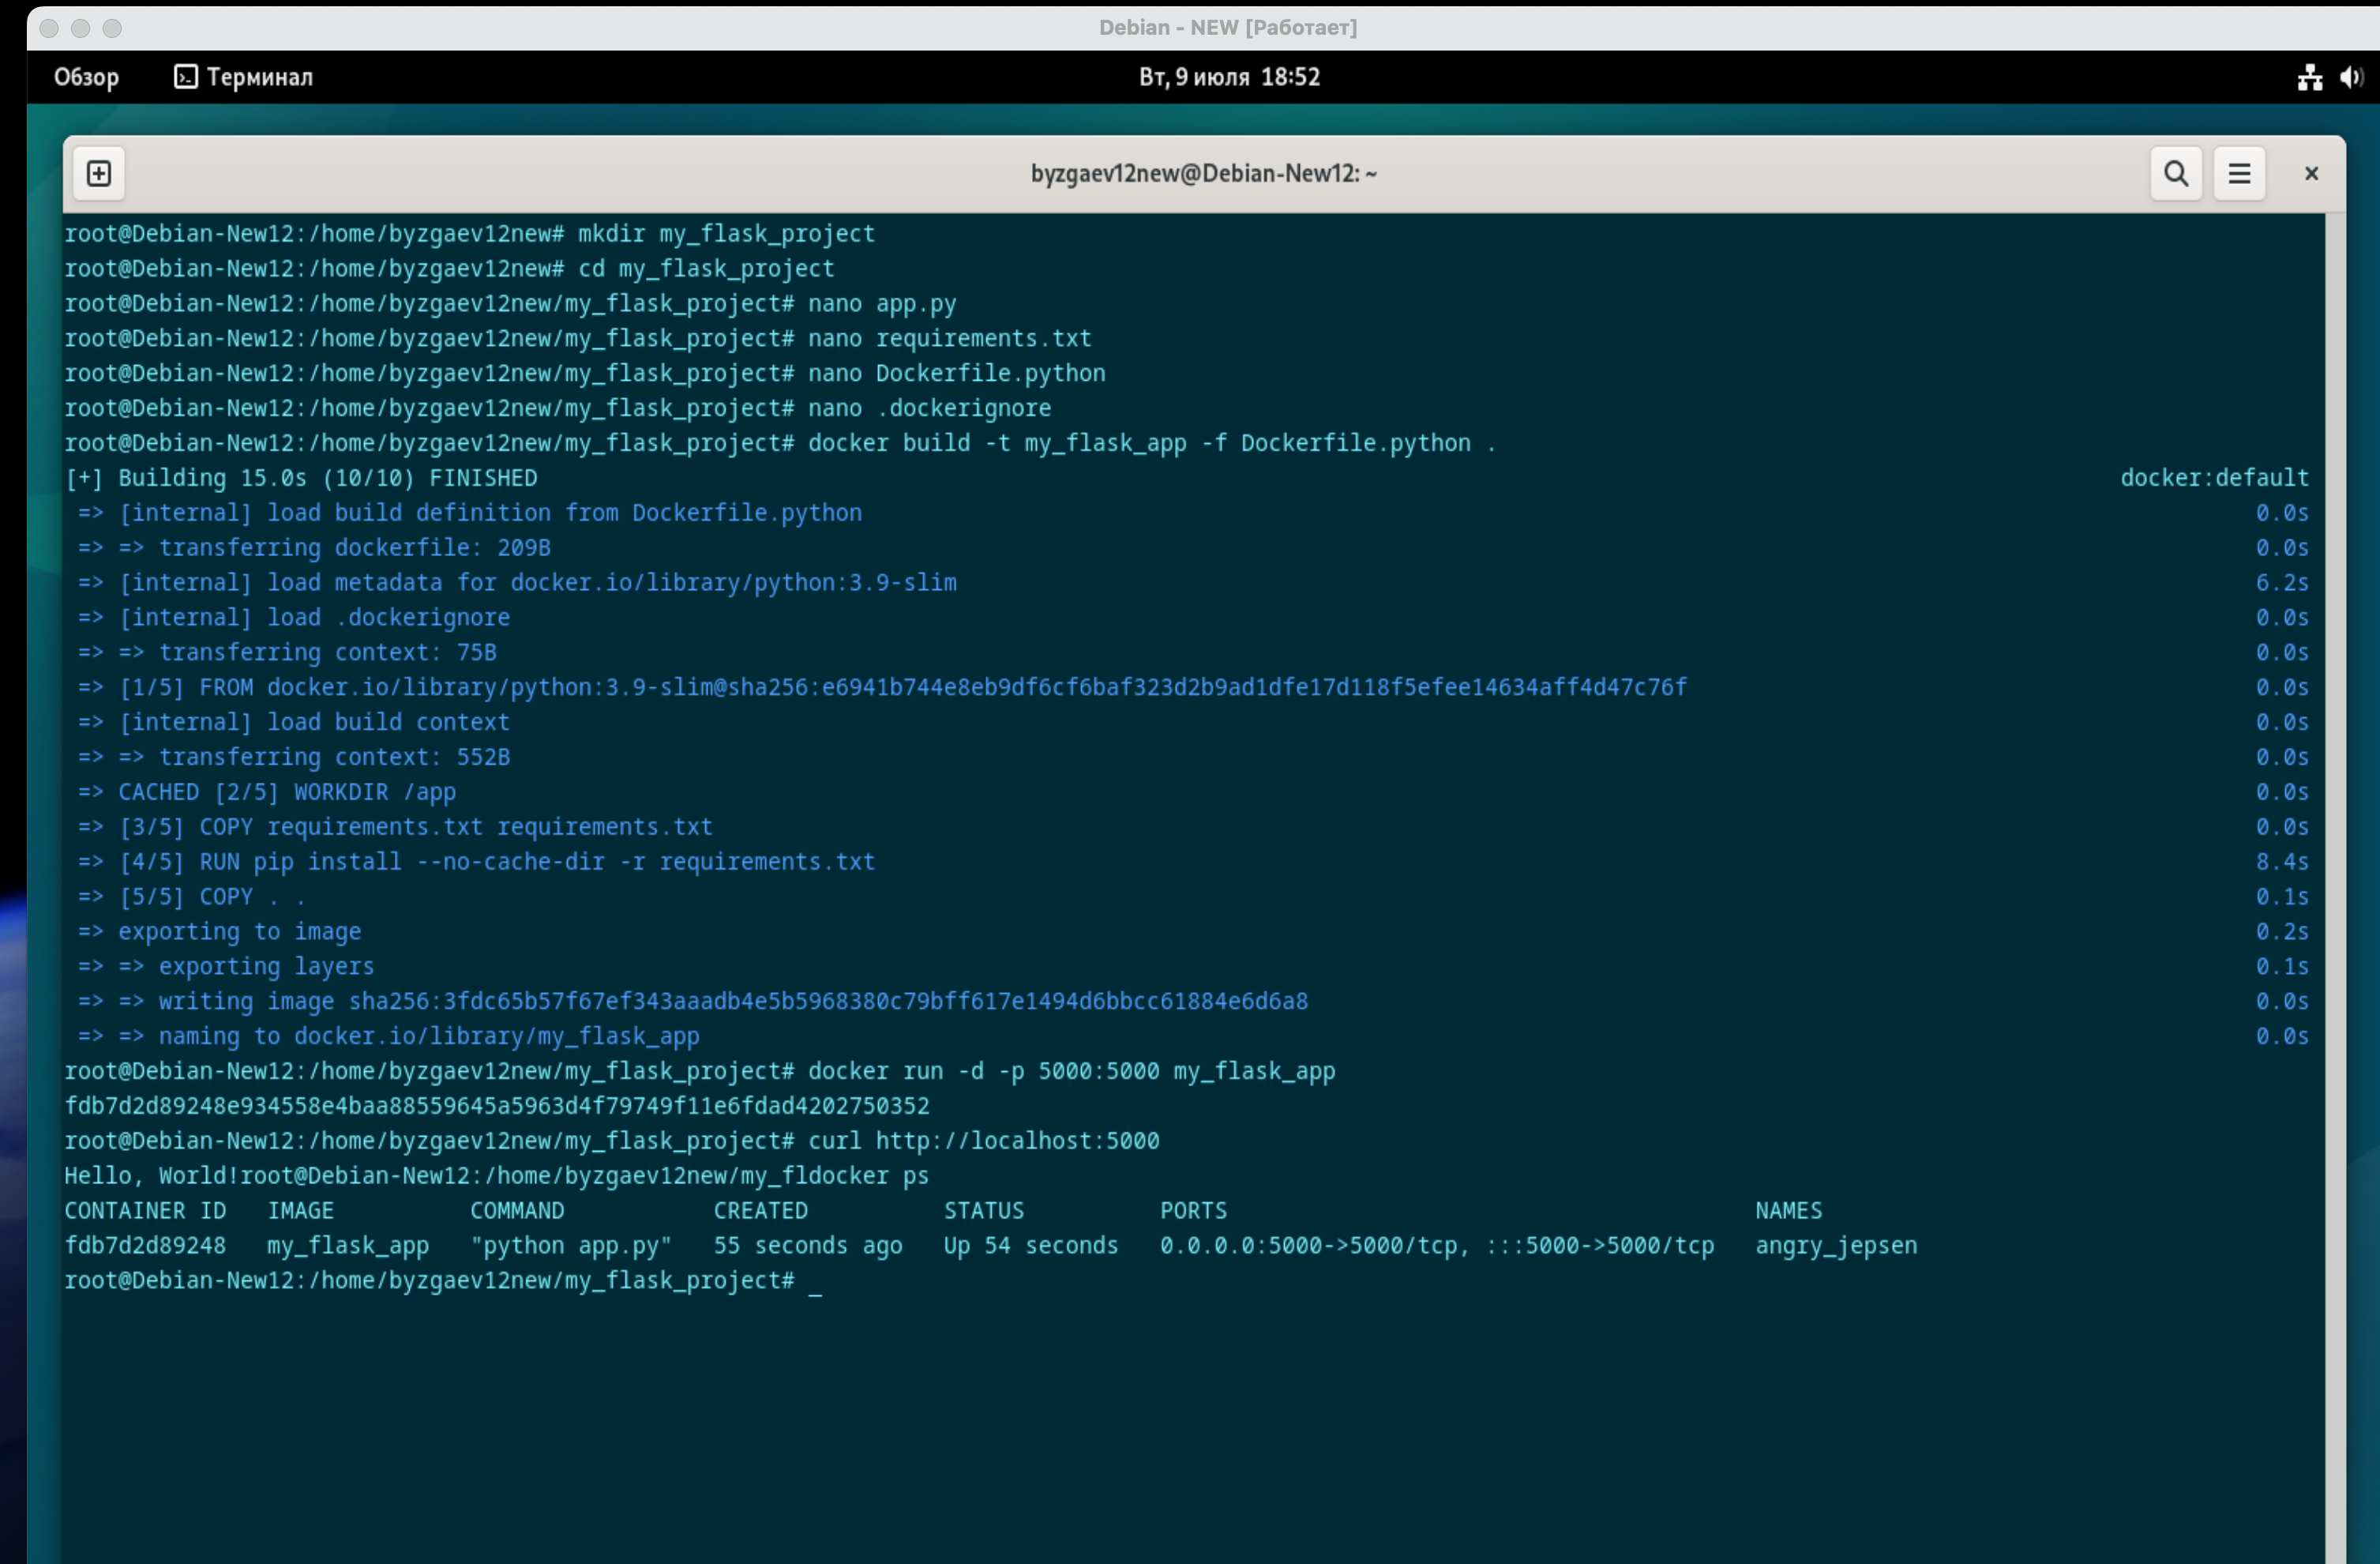 Debian - NEW [Работает]
Обзор Терминал Вт, 9 июля 18:52
byzgaev12new@Debian-New12: ~
root@Debian-New12:/home/byzgaev12new# mkdir my_flask_project
root@Debian-New12:/home/byzgaev12new# cd my_flask_project
root@Debian-New12:/home/byzgaev12new/my_flask_project# nano app.py
root@Debian-New12:/home/byzgaev12new/my_flask_project# nano requirements.txt
root@Debian-New12:/home/byzgaev12new/my_flask_project# nano Dockerfile.python
root@Debian-New12:/home/byzgaev12new/my_flask_project# nano .dockerignore
root@Debian-New12:/home/byzgaev12new/my_flask_project# docker build -t my_flask_app -f Dockerfile.python .
[+] Building 15.0s (10/10) FINISHED docker:default
=> [internal] load build definition from Dockerfile.python 0.0s
=> => transferring dockerfile: 209B 0.0s
=> [internal] load metadata for docker.io/library/python:3.9-slim 6.2s
=> [internal] load .dockerignore 0.0s
=> => transferring context: 75B 0.0s
=> [1/5] FROM docker.io/library/python:3.9-slim@sha256:e6941b744e8eb9df6cf6baf323d2b9ad1dfe17d118f5efee14634aff4d47c76f 0.0s
=> [internal] load build context 0.0s
=> => transferring context: 552B 0.0s
=> CACHED [2/5] WORKDIR /app 0.0s
=> [3/5] COPY requirements.txt requirements.txt 0.0s
=> [4/5] RUN pip install --no-cache-dir -r requirements.txt 8.4s
=> [5/5] COPY . . 0.1s
=> exporting to image 0.2s
=> => exporting layers 0.1s
=> => writing image sha256:3fdc65b57f67ef343aaadb4e5b5968380c79bff617e1494d6bbcc61884e6d6a8 0.0s
=> => naming to docker.io/library/my_flask_app 0.0s
root@Debian-New12:/home/byzgaev12new/my_flask_project# docker run -d -p 5000:5000 my_flask_app
fdb7d2d89248e934558e4baa88559645a5963d4f79749f11e6fdad4202750352
root@Debian-New12:/home/byzgaev12new/my_flask_project# curl http://localhost:5000
Hello, World!root@Debian-New12:/home/byzgaev12new/my_fldocker ps
CONTAINER ID IMAGE COMMAND CREATED STATUS PORTS NAMES
fdb7d2d89248 my_flask_app "python app.py" 55 seconds ago Up 54 seconds 0.0.0.0:5000->5000/tcp, :::5000->5000/tcp angry_jepsen
root@Debian-New12:/home/byzgaev12new/my_flask_project# _